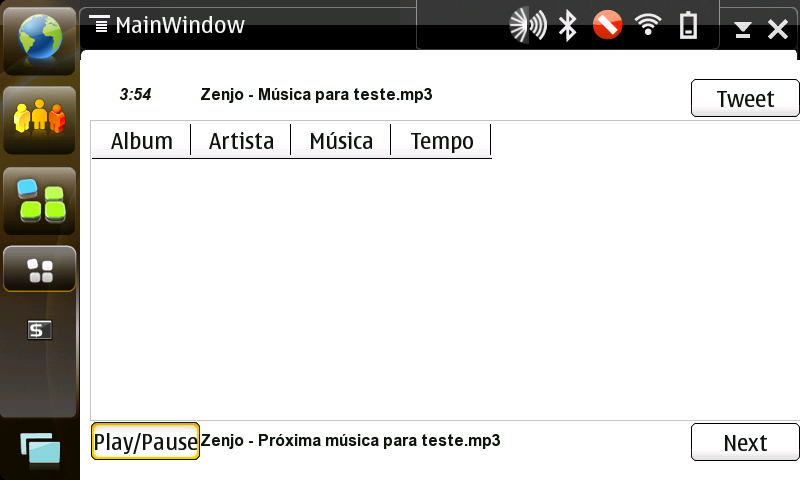 MainWindow
3:54 Zenjo - Música para teste.mp3 Tweet
Album Artista Música Tempo
$
Play/Pause Zenjo - Próxima música para teste.mp3 Next